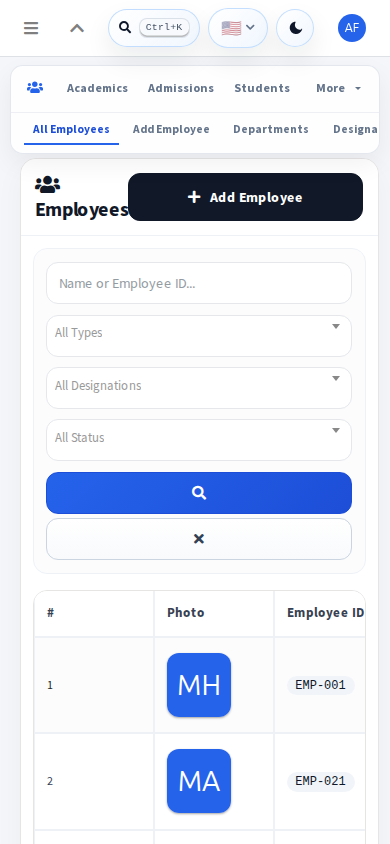 Ctrl+K
AF
Academics Admissions Students More
All Employees Add Employee Departments Designa
Employees
Add Employee
Name or Employee ID...
All Types
All Designations
All Status
# Photo Employee ID
1 MH EMP-001
2 MA EMP-021